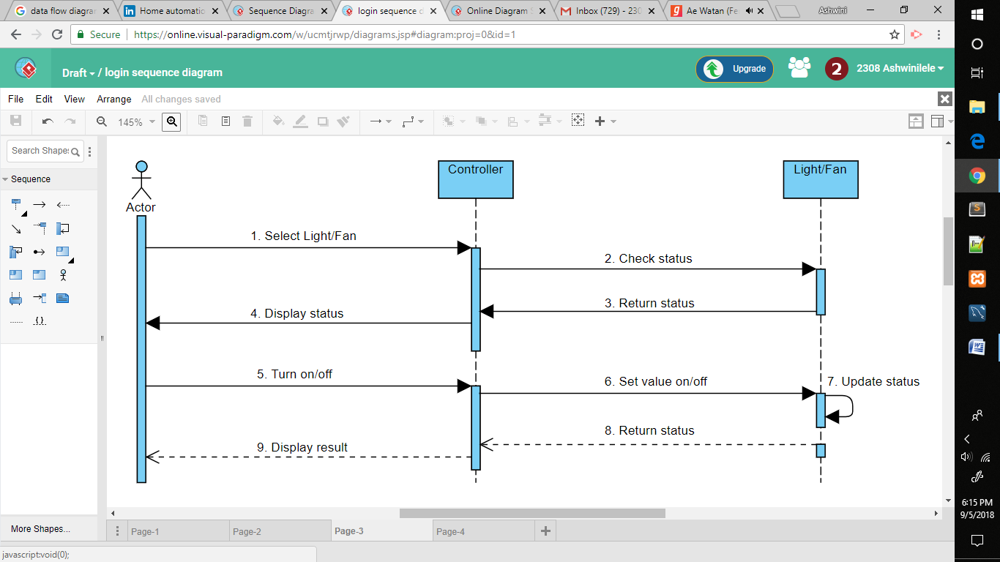 data flow diagra
Home automatic
Sequence Diagra
login sequence d
Online Diagram S
Inbox (729) - 230
Ae Watan (Fe
Ashwini
Secure
https://online.visual-paradigm.com/w/ucmtjrwp/diagrams.jsp#diagram:proj=0&id=1
Draft / login sequence diagram
Upgrade
2
2308 Ashwinilele
File Edit View Arrange All changes saved
145%
Search Shape
Sequence
Actor
Controller
Light/Fan
1. Select Light/Fan
2. Check status
3. Return status
4. Display status
5. Turn on/off
6. Set value on/off
7. Update status
8. Return status
9. Display result
More Shapes...
Page-1
Page-2
Page-3
Page-4
javascript:void(0);
6:15 PM
9/5/2018